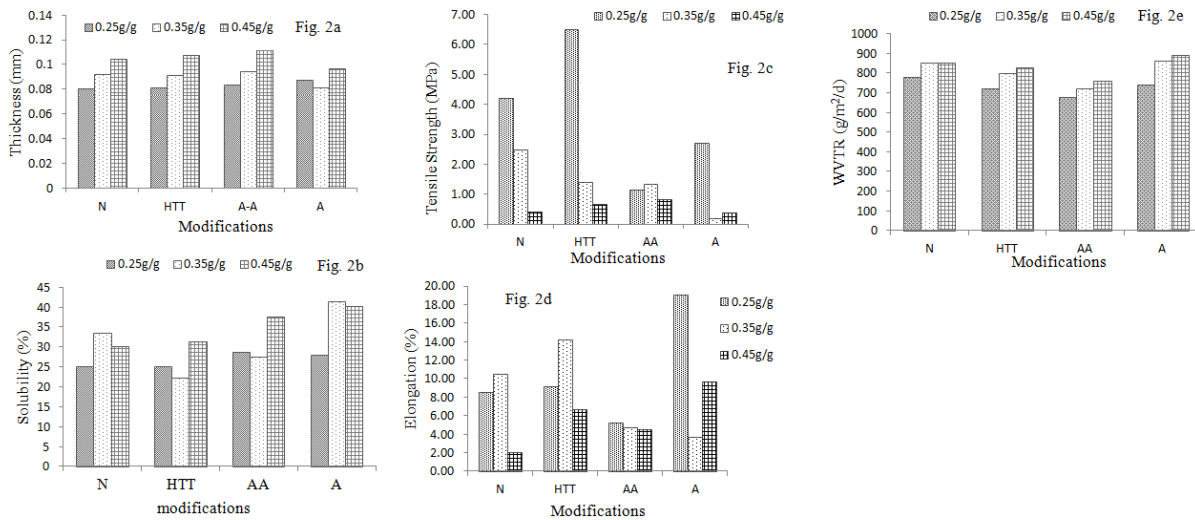 0.25g/g 0.35g/g 0.45g/g Fig. 2a
Thickness (mm)
0.14
0.12
0.1
0.08
0.06
0.04
0.02
0
N HTT A-A A
Modifications
Fig. 2c
0.25g/g 0.35g/g 0.45g/g
Tensile Strength (MPa)
7.00
6.00
5.00
4.00
3.00
2.00
1.00
0.00
N HTT AA A
Modifications
Fig. 2e
0.25g/g 0.35g/g 0.45g/g
WVTR (g/m²/d)
1000
900
800
700
600
500
400
300
200
100
0
N HTT AA A
Modifications
0.25g/g 0.35g/g 0.45g/g Fig. 2b
Solubility (%)
45
40
35
30
25
20
15
10
5
0
N HTT AA A
modifications
Fig. 2d
0.25g/g
0.35g/g
0.45g/g
Elongation (%)
20.00
18.00
16.00
14.00
12.00
10.00
8.00
6.00
4.00
2.00
0.00
N HTT AA A
Modifications